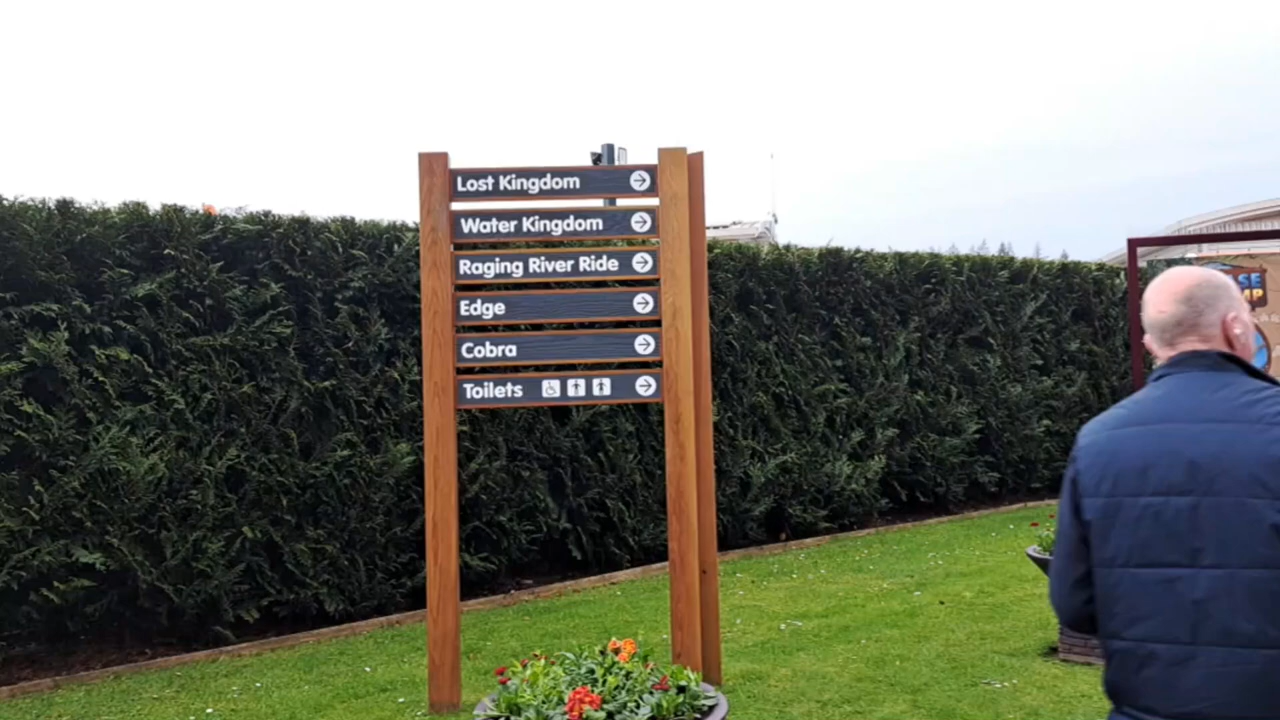 Lost Kingdom
Water Kingdom
Raging River Ride
Edge
Cobra
Toilets